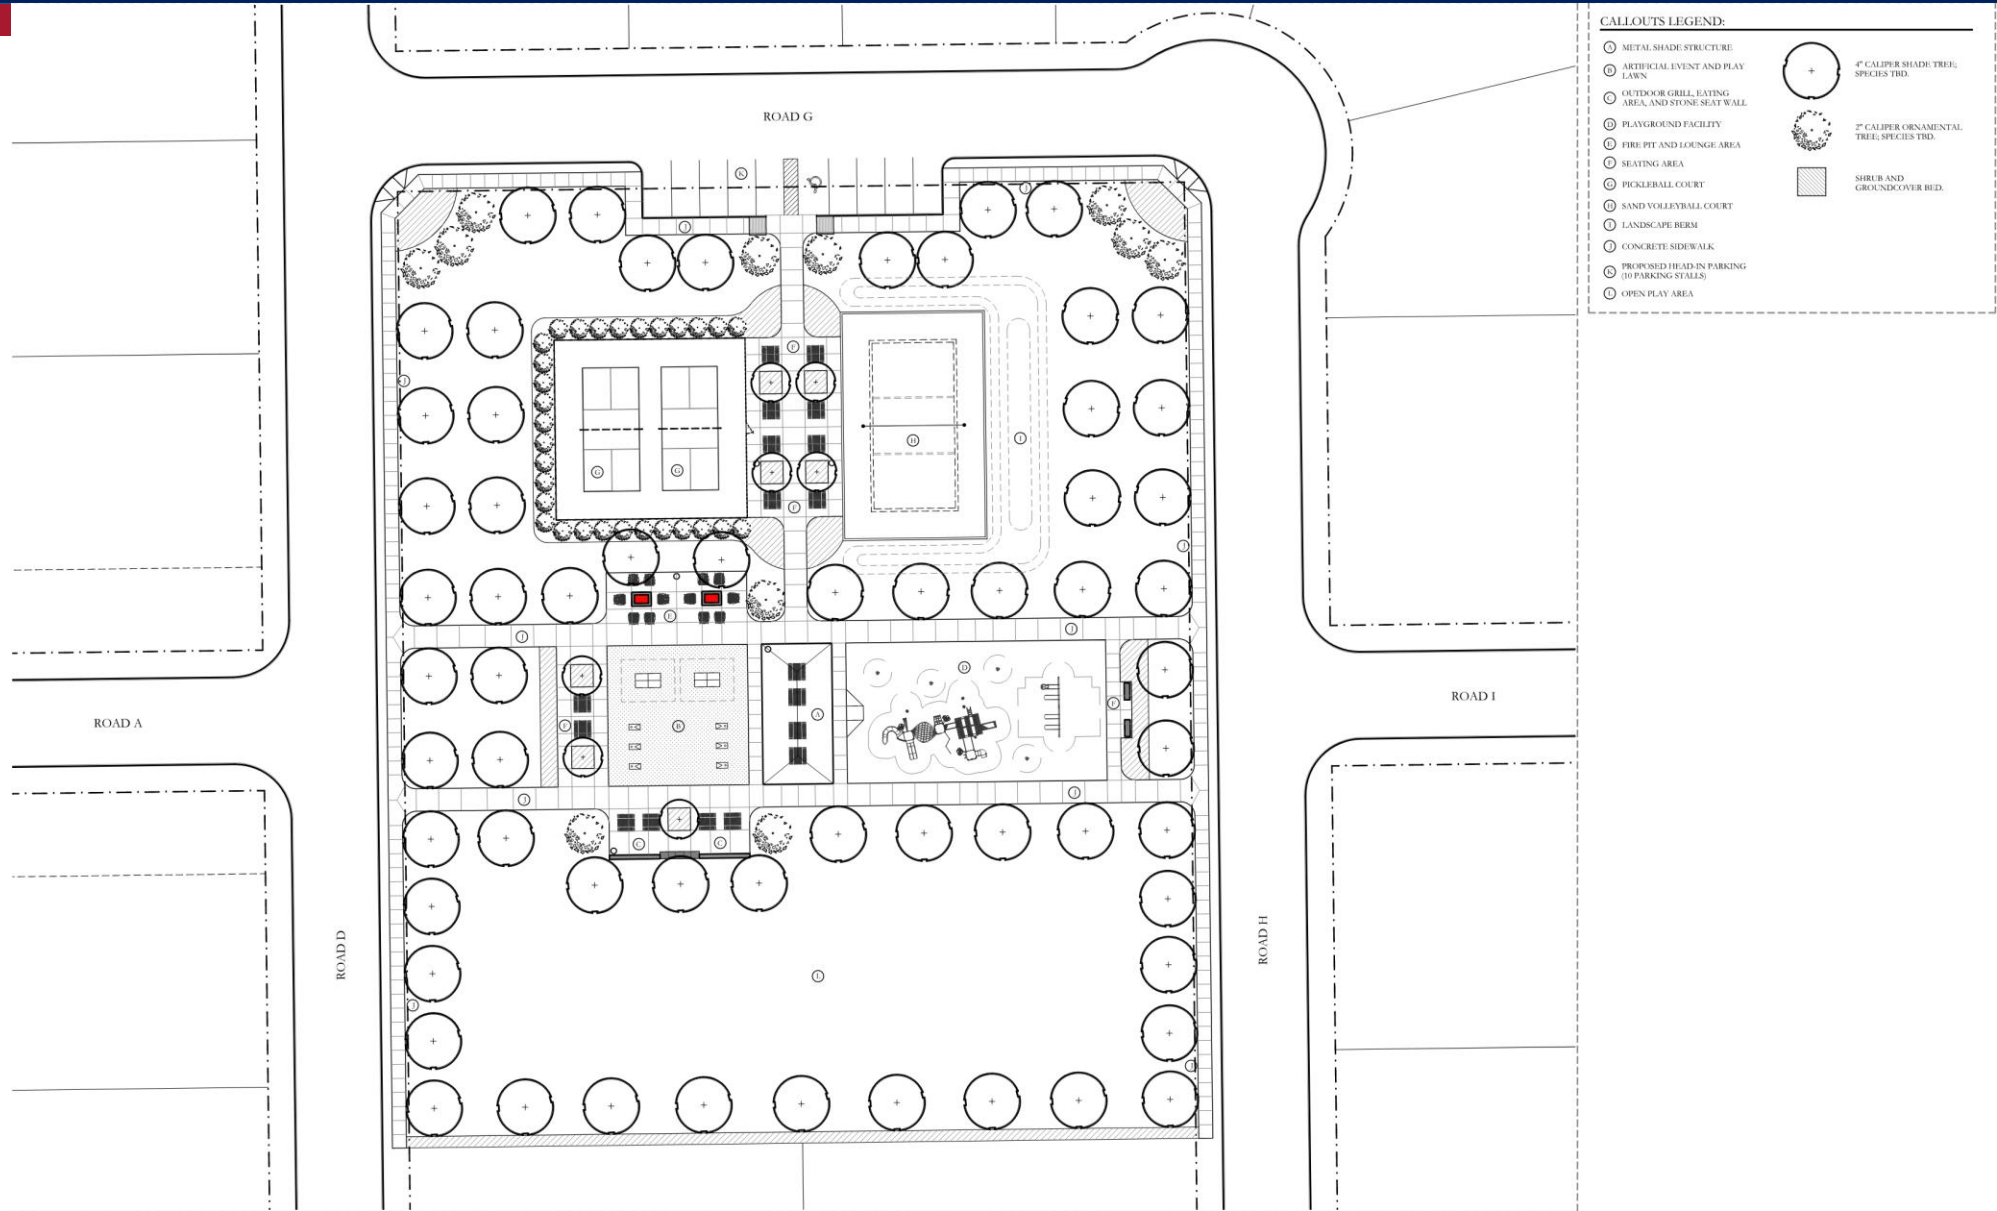 CALLOUTS LEGEND:
A METAL SHADE STRUCTURE
B ARTIFICIAL EVENT AND PLAY
LAWN
C OUTDOOR GRILL, EATING
AREA, AND STONE SEAT WALL
D PLAYGROUND FACILITY
E FIRE PIT AND LOUNGE AREA
F SEATING AREA
G PICKLEBALL COURT
H SAND VOLLEYBALL COURT
I LANDSCAPE BERM
J CONCRETE SIDEWALK
K PROPOSED HEAD-IN PARKING
(10 PARKING STALLS)
L OPEN PLAY AREA
4" CALIPER SHADE TREE;
SPECIES TBD.
2" CALIPER ORNAMENTAL
TREE; SPECIES TBD.
SHRUB AND
GROUNDCOVER BED.
ROAD G
K
J
J
J
F
G
G
H
I
F
J
E
J
J
D
ROAD A
F
B
A
F
ROAD I
J
J
C
C
ROAD D
ROAD H
L
J
J